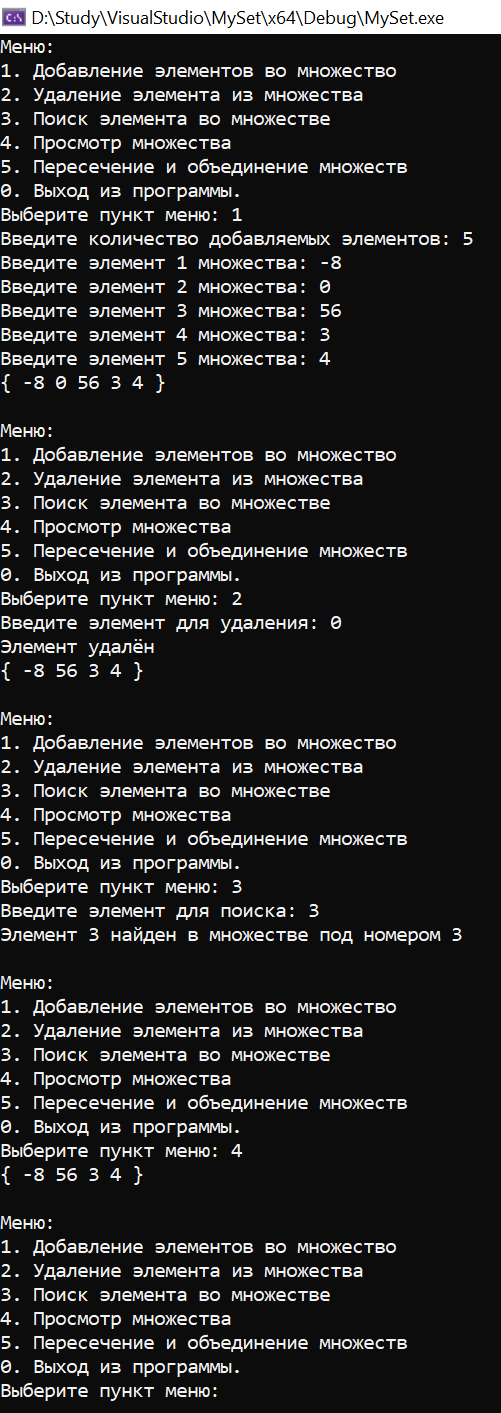 D:\Study\VisualStudio\MySet\x64\Debug\MySet.exe
Меню:
1. Добавление элементов во множество
2. Удаление элемента из множества
3. Поиск элемента во множестве
4. Просмотр множества
5. Пересечение и объединение множеств
0. Выход из программы.
Выберите пункт меню: 1
Введите количество добавляемых элементов: 5
Введите элемент 1 множества: -8
Введите элемент 2 множества: 0
Введите элемент 3 множества: 56
Введите элемент 4 множества: 3
Введите элемент 5 множества: 4
{ -8 0 56 3 4 }
Меню:
1. Добавление элементов во множество
2. Удаление элемента из множества
3. Поиск элемента во множестве
4. Просмотр множества
5. Пересечение и объединение множеств
0. Выход из программы.
Выберите пункт меню: 2
Введите элемент для удаления: 0
Элемент удалён
{ -8 56 3 4 }
Меню:
1. Добавление элементов во множество
2. Удаление элемента из множества
3. Поиск элемента во множестве
4. Просмотр множества
5. Пересечение и объединение множеств
0. Выход из программы.
Выберите пункт меню: 3
Введите элемент для поиска: 3
Элемент 3 найден в множестве под номером 3
Меню:
1. Добавление элементов во множество
2. Удаление элемента из множества
3. Поиск элемента во множестве
4. Просмотр множества
5. Пересечение и объединение множеств
0. Выход из программы.
Выберите пункт меню: 4
{ -8 56 3 4 }
Меню:
1. Добавление элементов во множество
2. Удаление элемента из множества
3. Поиск элемента во множестве
4. Просмотр множества
5. Пересечение и объединение множеств
0. Выход из программы.
Выберите пункт меню: